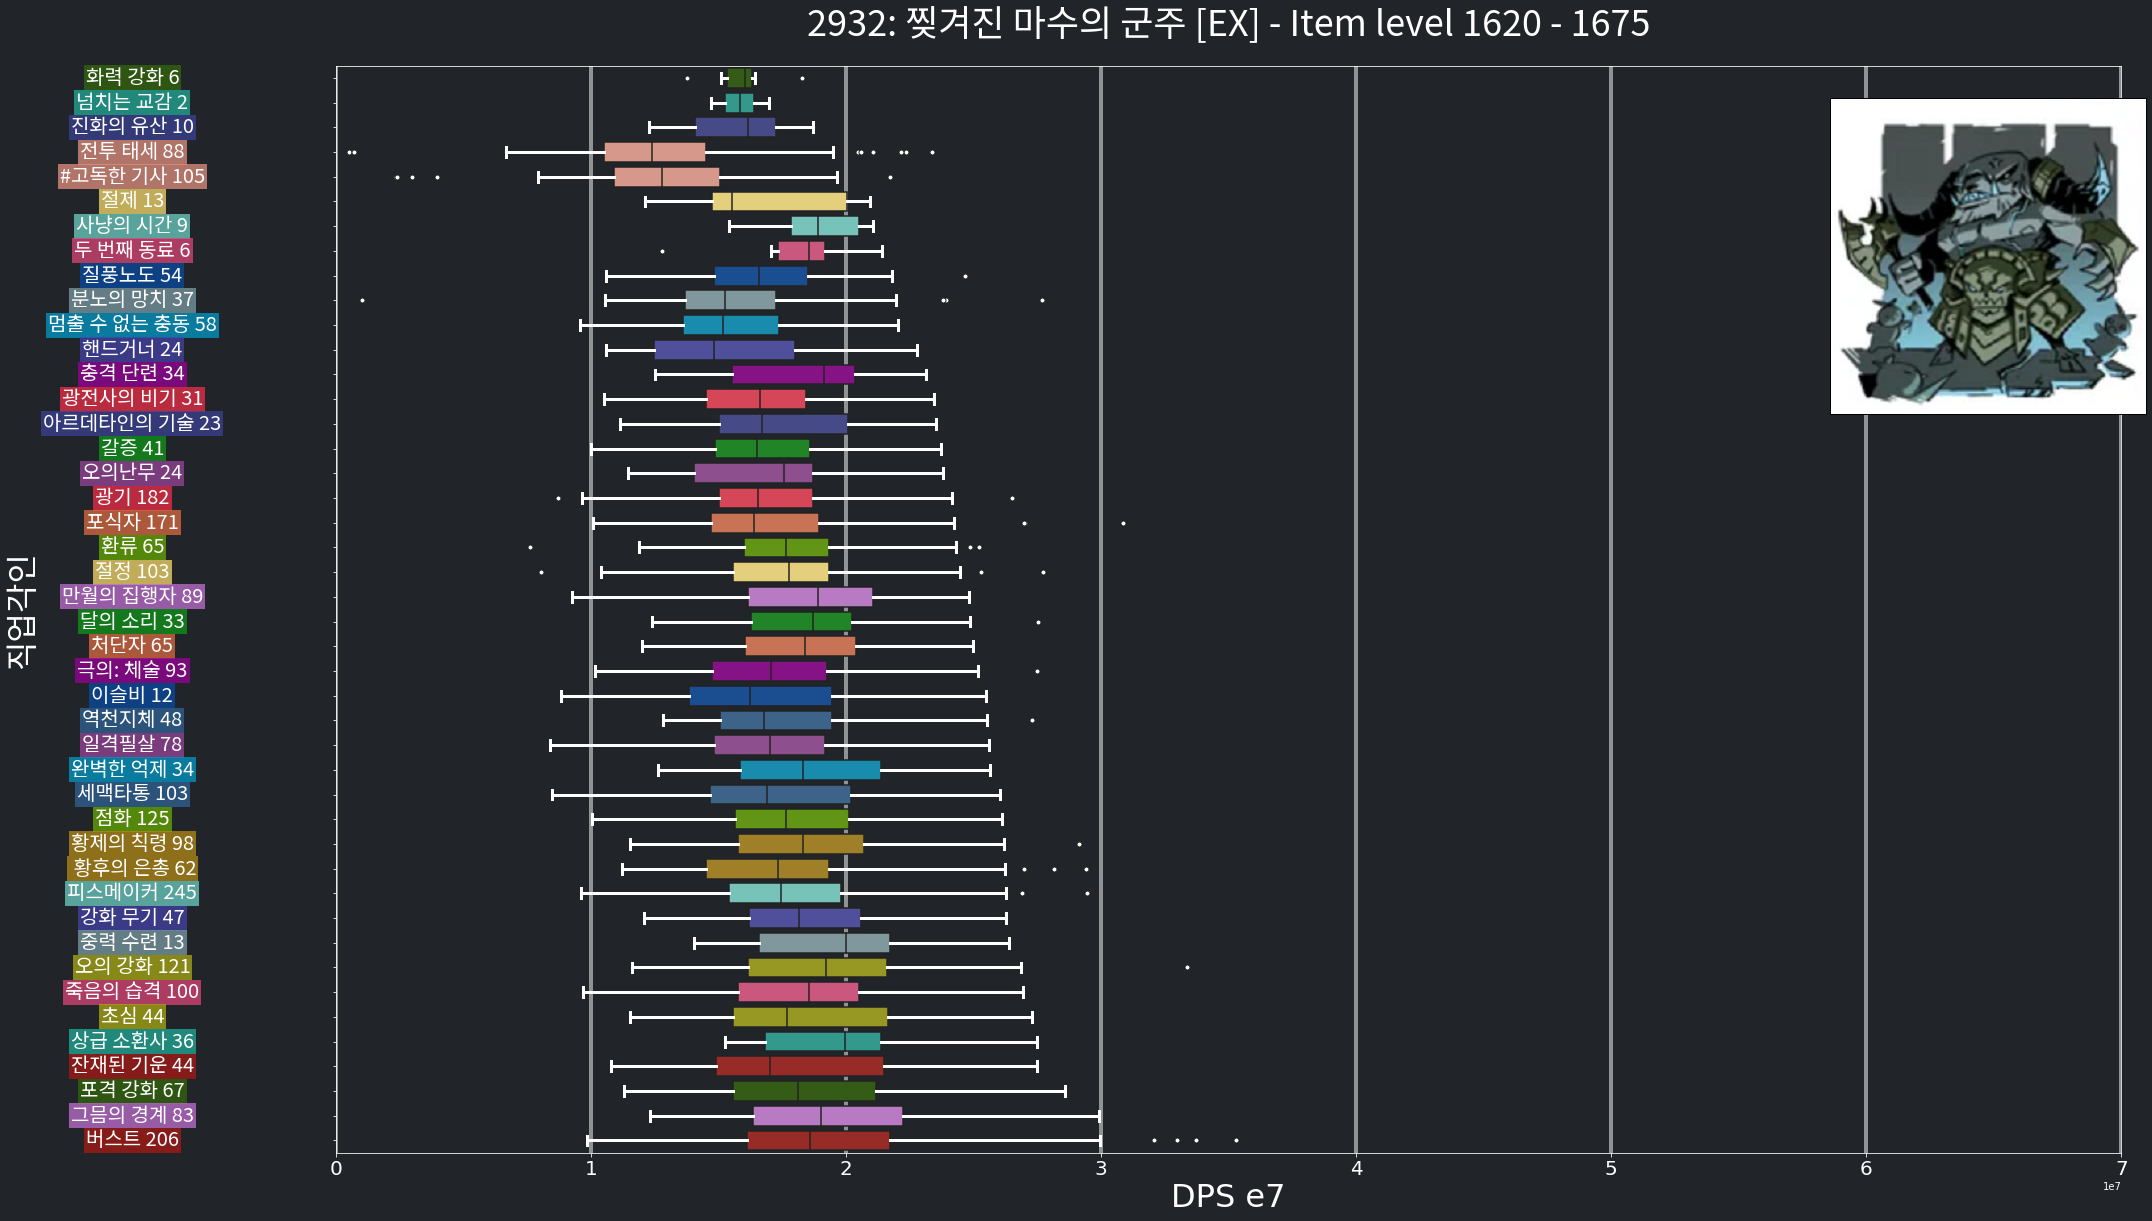 2932: 찢겨진 마수의 군주 [EX] - Item level 1620 - 1675
직업각인
화력 강화 6
넘치는 교감 2
진화의 유산 10
전투 태세 88
#고독한 기사 105
절제 13
사냥의 시간 9
두 번째 동료 6
질풍노도 54
분노의 망치 37
멈출 수 없는 충동 58
핸드거너 24
충격 단련 34
광전사의 비기 31
아르데타인의 기술 23
갈증 41
오의난무 24
광기 182
포식자 171
환류 65
절정 103
만월의 집행자 89
달의 소리 33
처단자 65
극의: 체술 93
이슬비 12
역천지체 48
일격필살 78
완벽한 억제 34
세맥타통 103
점화 125
황제의 칙령 98
황후의 은총 62
피스메이커 245
강화 무기 47
중력 수련 13
오의 강화 121
죽음의 습격 100
초심 44
상급 소환사 36
잔재된 기운 44
포격 강화 67
그믐의 경계 83
버스트 206
0 1 2 3 4 5 6 7
1e7
DPS e7